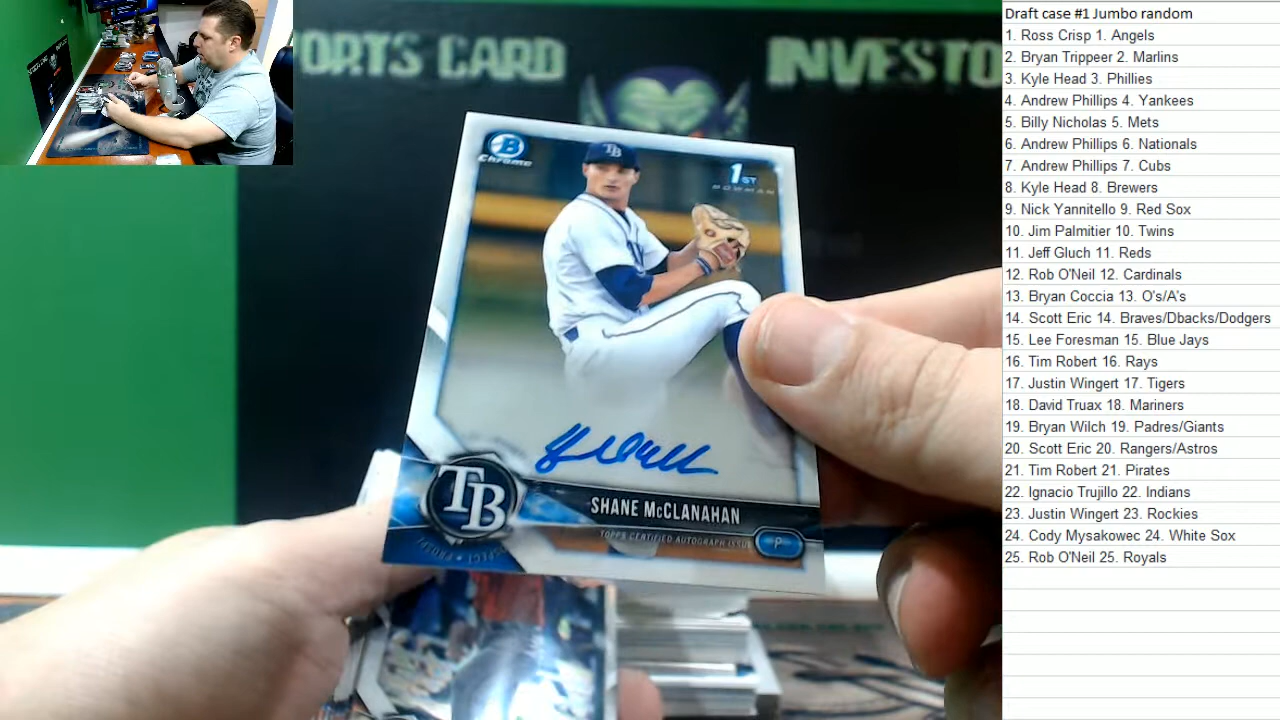 ORTS CARD INVESTO
B
Chrome
TB
1ST
BOWMAN
TB
SHANE McCLANAHAN
TOPPS CERTIFIED AUTOGRAPH ISSUE
P
Draft case #1 Jumbo random
1. Ross Crisp 1. Angels
2. Bryan Trippeer 2. Marlins
3. Kyle Head 3. Phillies
4. Andrew Phillips 4. Yankees
5. Billy Nicholas 5. Mets
6. Andrew Phillips 6. Nationals
7. Andrew Phillips 7. Cubs
8. Kyle Head 8. Brewers
9. Nick Yannitello 9. Red Sox
10. Jim Palmitier 10. Twins
11. Jeff Gluch 11. Reds
12. Rob O'Neil 12. Cardinals
13. Bryan Coccia 13. O's/A's
14. Scott Eric 14. Braves/Dbacks/Dodgers
15. Lee Foresman 15. Blue Jays
16. Tim Robert 16. Rays
17. Justin Wingert 17. Tigers
18. David Truax 18. Mariners
19. Bryan Wilch 19. Padres/Giants
20. Scott Eric 20. Rangers/Astros
21. Tim Robert 21. Pirates
22. Ignacio Trujillo 22. Indians
23. Justin Wingert 23. Rockies
24. Cody Mysakowec 24. White Sox
25. Rob O'Neil 25. Royals